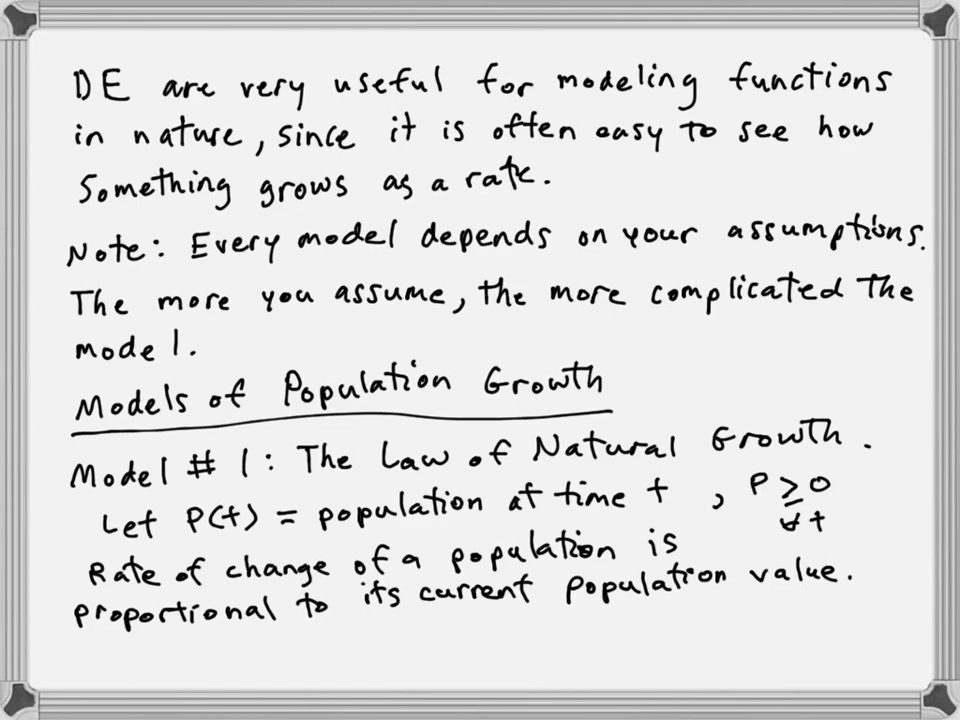 DE are very useful for modeling functions
in nature, since it is often easy to see how
something grows as a rate.
Note: Every model depends on your assumptions.
The more you assume, the more complicated the
model.
Models of Population Growth
Model # 1: The Law of Natural Growth.
Let P(t) = population at time t, P ≥ 0
∀ t
Rate of change of a population is
proportional to its current population value.